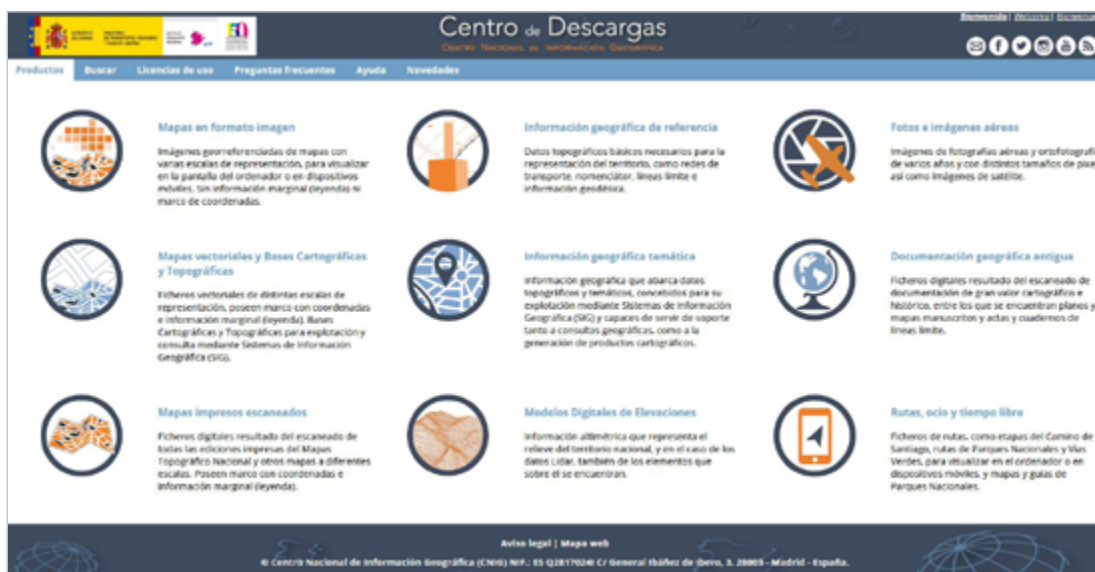 Centro de Descargas
Centro Nacional de Información Geográfica
Bienvenido | Welcome |
Productos Buscar Licencias de uso Preguntas frecuentes Ayuda Novedades
Mapas en formato imagen
Imágenes georreferenciadas de mapas con
varias escalas de representación, para visualizar
en la pantalla del ordenador o en dispositivos
móviles. Sin información marginal (leyenda) ni
marco de coordenadas.
Información geográfica de referencia
Datos topográficos básicos necesarios para la
representación del territorio, como redes de
transporte, nomenclátor, líneas límite e
información geodésica.
Fotos e imágenes aéreas
Imágenes de fotografías aéreas y ortofotografí
de varios años y con distintos tamaños de píxe
así como imágenes de satélite.
Mapas vectoriales y Bases Cartográficas
y Topográficas
Ficheros vectoriales de distintas escalas de
representación, poseen marco con coordenadas
e información marginal (leyenda). Bases
Cartográficas y Topográficas para explotación y
consulta mediante Sistemas de Información
Geográfica (SIG).
Información geográfica temática
Información geográfica que abarca datos
topográficos y temáticos, concebidos para su
explotación mediante Sistemas de Información
Geográfica (SIG) y capaces de servir de soporte
tanto a consultas geográficas, como a la
generación de productos cartográficos.
Documentación geográfica antigua
Ficheros digitales resultado del escaneado de
documentación de gran valor cartográfico e
histórico, entre los que se encuentran planos y
mapas manuscritos y actas y cuadernos de
líneas límite.
Mapas impresos escaneados
Ficheros digitales resultado del escaneado de
todas las ediciones impresas del Mapas
Topográfico Nacional y otros mapas a diferentes
escalas. Poseen marco con coordenadas e
información marginal (leyenda).
Modelos Digitales de Elevaciones
Información altimétrica que representa el
relieve del territorio nacional, y en el caso de los
datos Lidar, también de los elementos que
sobre él se encuentran.
Rutas, ocio y tiempo libre
Ficheros de rutas, como etapas del Camino de
Santiago, rutas de Parques Nacionales y Vías
Verdes, para visualizar en el ordenador o en
dispositivos móviles, y mapas y guías de
Parques Nacionales.
Aviso legal | Mapa web
© Centro Nacional de Información Geográfica (CNIG) NIF.: ES Q2817024I C/ General Ibáñez de Ibero, 3. 28003 - Madrid - España.